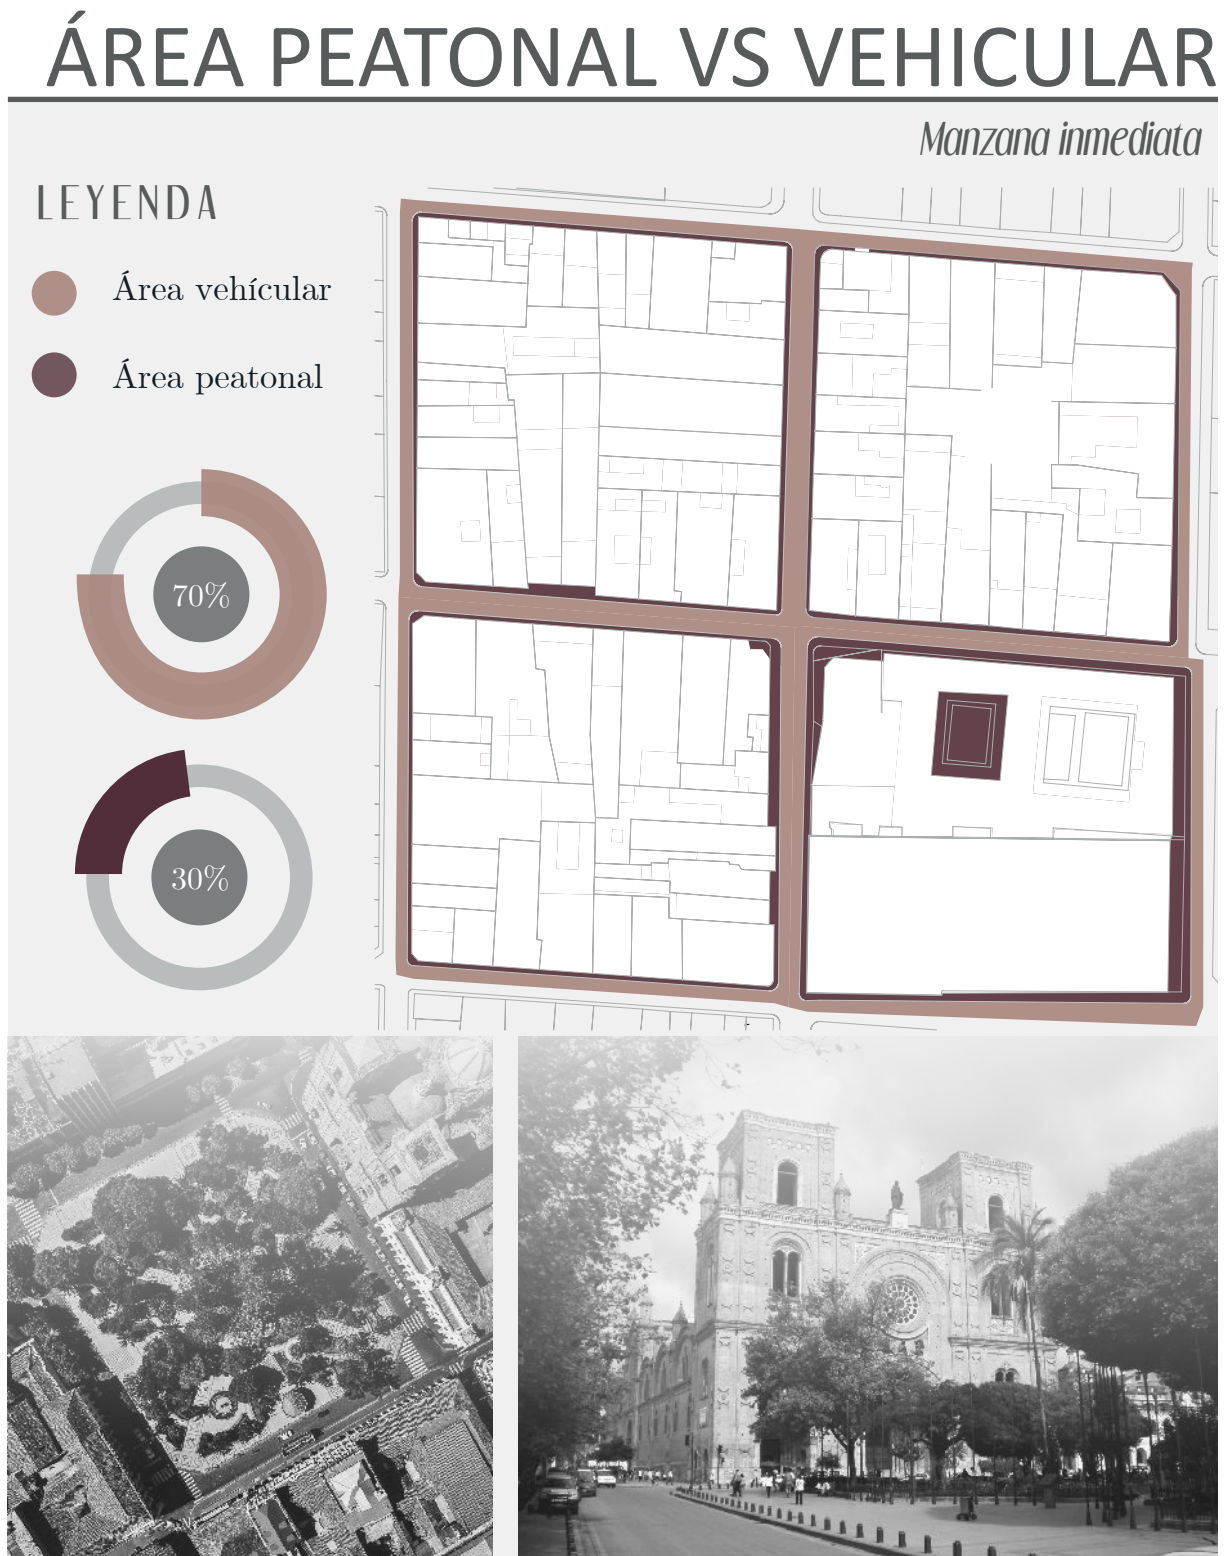 ÁREA PEATONAL VS VEHICULAR
Manzana inmediata
LEYENDA
Área vehícular
Área peatonal
70%
30%